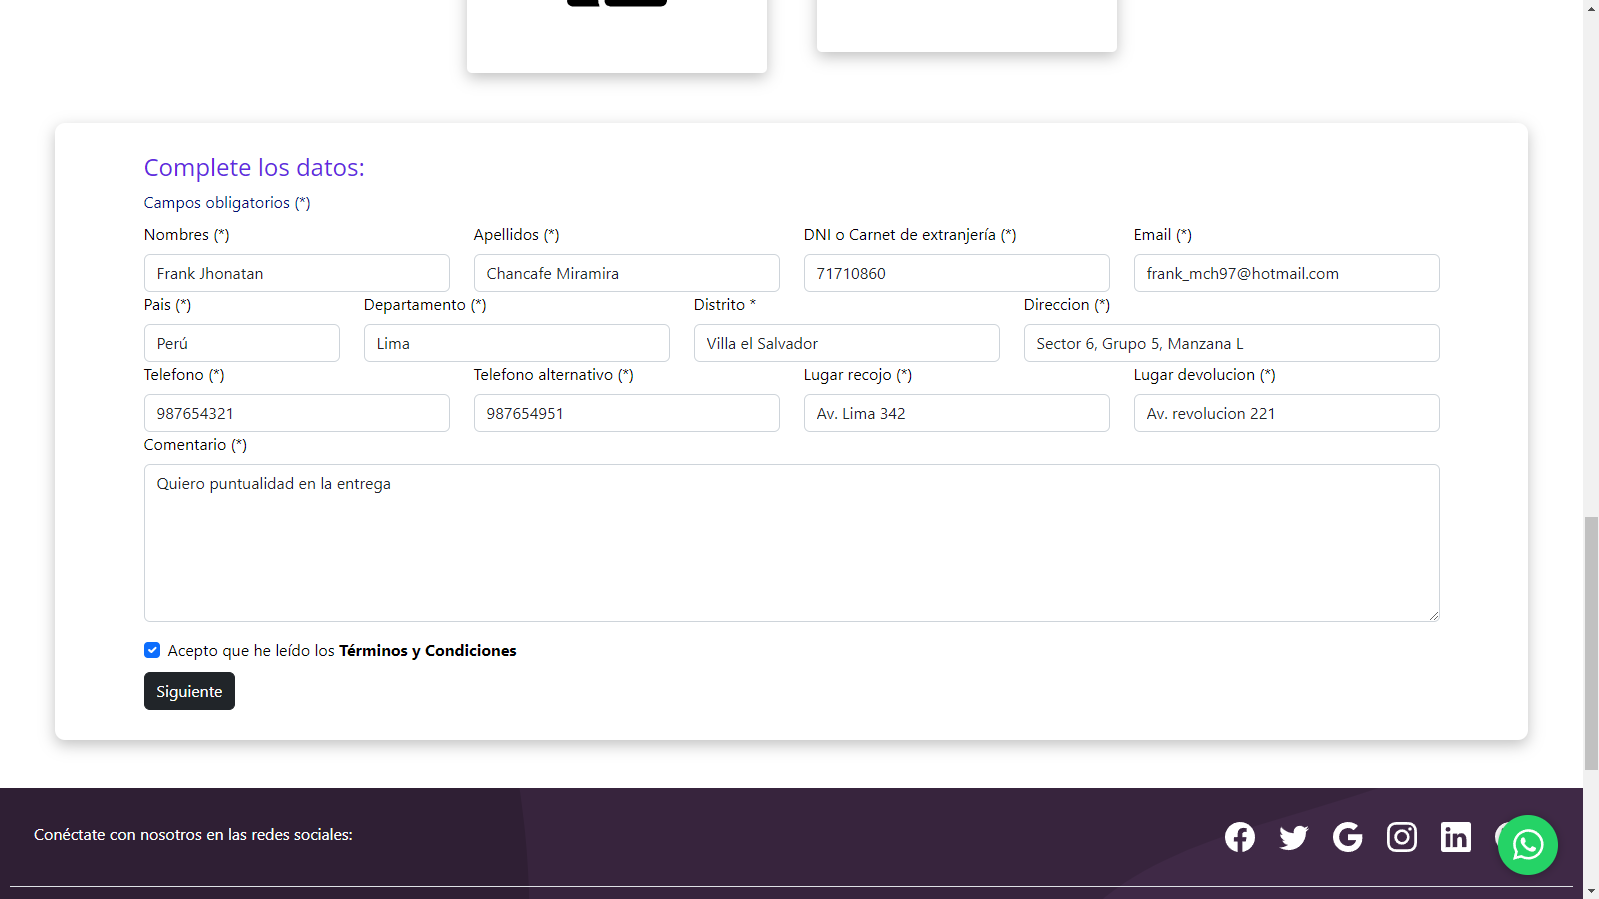 Complete los datos:
Campos obligatorios (*)
Nombres (*) Apellidos (*) DNI o Carnet de extranjería (*) Email (*)
Frank Jhonatan Chancafe Miramira 71710860 frank_mch97@hotmail.com
Pais (*) Departamento (*) Distrito * Direccion (*)
Perú Lima Villa el Salvador Sector 6, Grupo 5, Manzana L
Telefono (*) Telefono alternativo (*) Lugar recojo (*) Lugar devolucion (*)
987654321 987654951 Av. Lima 342 Av. revolucion 221
Comentario (*)
Quiero puntualidad en la entrega
Acepto que he leído los Términos y Condiciones
Siguiente
Conéctate con nosotros en las redes sociales: